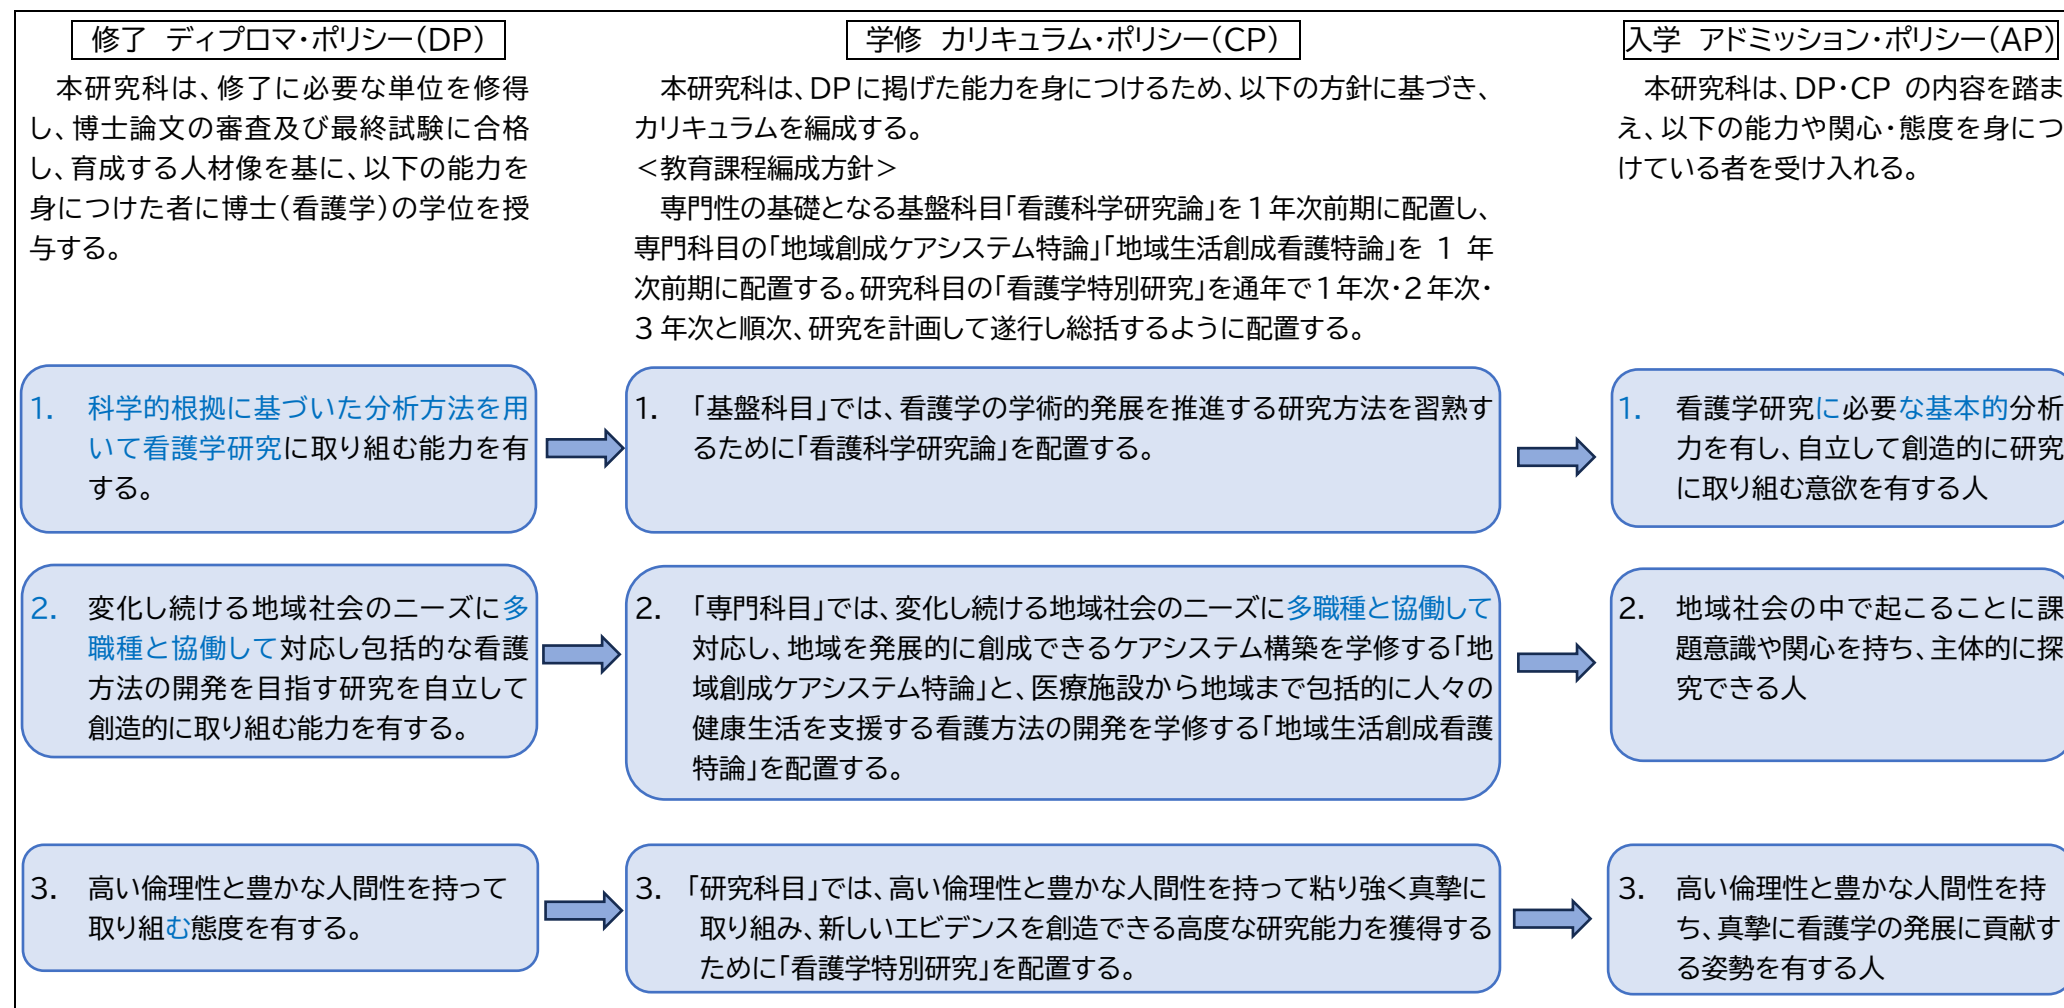 修了　ディプロマ・ポリシー（DP）
本研究科は、修了に必要な単位を修得
し、博士論文の審査及び最終試験に合格
し、育成する人材像を基に、以下の能力を
身につけた者に博士（看護学）の学位を授
与する。
学修　カリキュラム・ポリシー（CP）
本研究科は、DPに掲げた能力を身につけるため、以下の方針に基づき、
カリキュラムを編成する。
＜教育課程編成方針＞
専門性の基礎となる基盤科目「看護科学研究論」を1年次前期に配置し、
専門科目の「地域創成ケアシステム特論」「地域生活創成看護特論」を 1 年
次前期に配置する。研究科目の「看護学特別研究」を通年で1年次・2年次・
3年次と順次、研究を計画して遂行し総括するように配置する。
入学　アドミッション・ポリシー（AP）
本研究科は、DP・CP の内容を踏ま
え、以下の能力や関心・態度を身につ
けている者を受け入れる。
1. 科学的根拠に基づいた分析方法を用
いて看護学研究に取り組む能力を有
する。
1. 「基盤科目」では、看護学の学術的発展を推進する研究方法を習熟す
るために「看護科学研究論」を配置する。
1. 看護学研究に必要な基本的分析
力を有し、自立して創造的に研究
に取り組む意欲を有する人
2. 変化し続ける地域社会のニーズに多
職種と協働して対応し包括的な看護
方法の開発を目指す研究を自立して
創造的に取り組む能力を有する。
2. 「専門科目」では、変化し続ける地域社会のニーズに多職種と協働して
対応し、地域を発展的に創成できるケアシステム構築を学修する「地
域創成ケアシステム特論」と、医療施設から地域まで包括的に人々の
健康生活を支援する看護方法の開発を学修する「地域生活創成看護
特論」を配置する。
2. 地域社会の中で起こることに課
題意識や関心を持ち、主体的に探
究できる人
3. 高い倫理性と豊かな人間性を持って
取り組む態度を有する。
3. 「研究科目」では、高い倫理性と豊かな人間性を持って粘り強く真摯に
取り組み、新しいエビデンスを創造できる高度な研究能力を獲得する
ために「看護学特別研究」を配置する。
3. 高い倫理性と豊かな人間性を持
ち、真摯に看護学の発展に貢献す
る姿勢を有する人